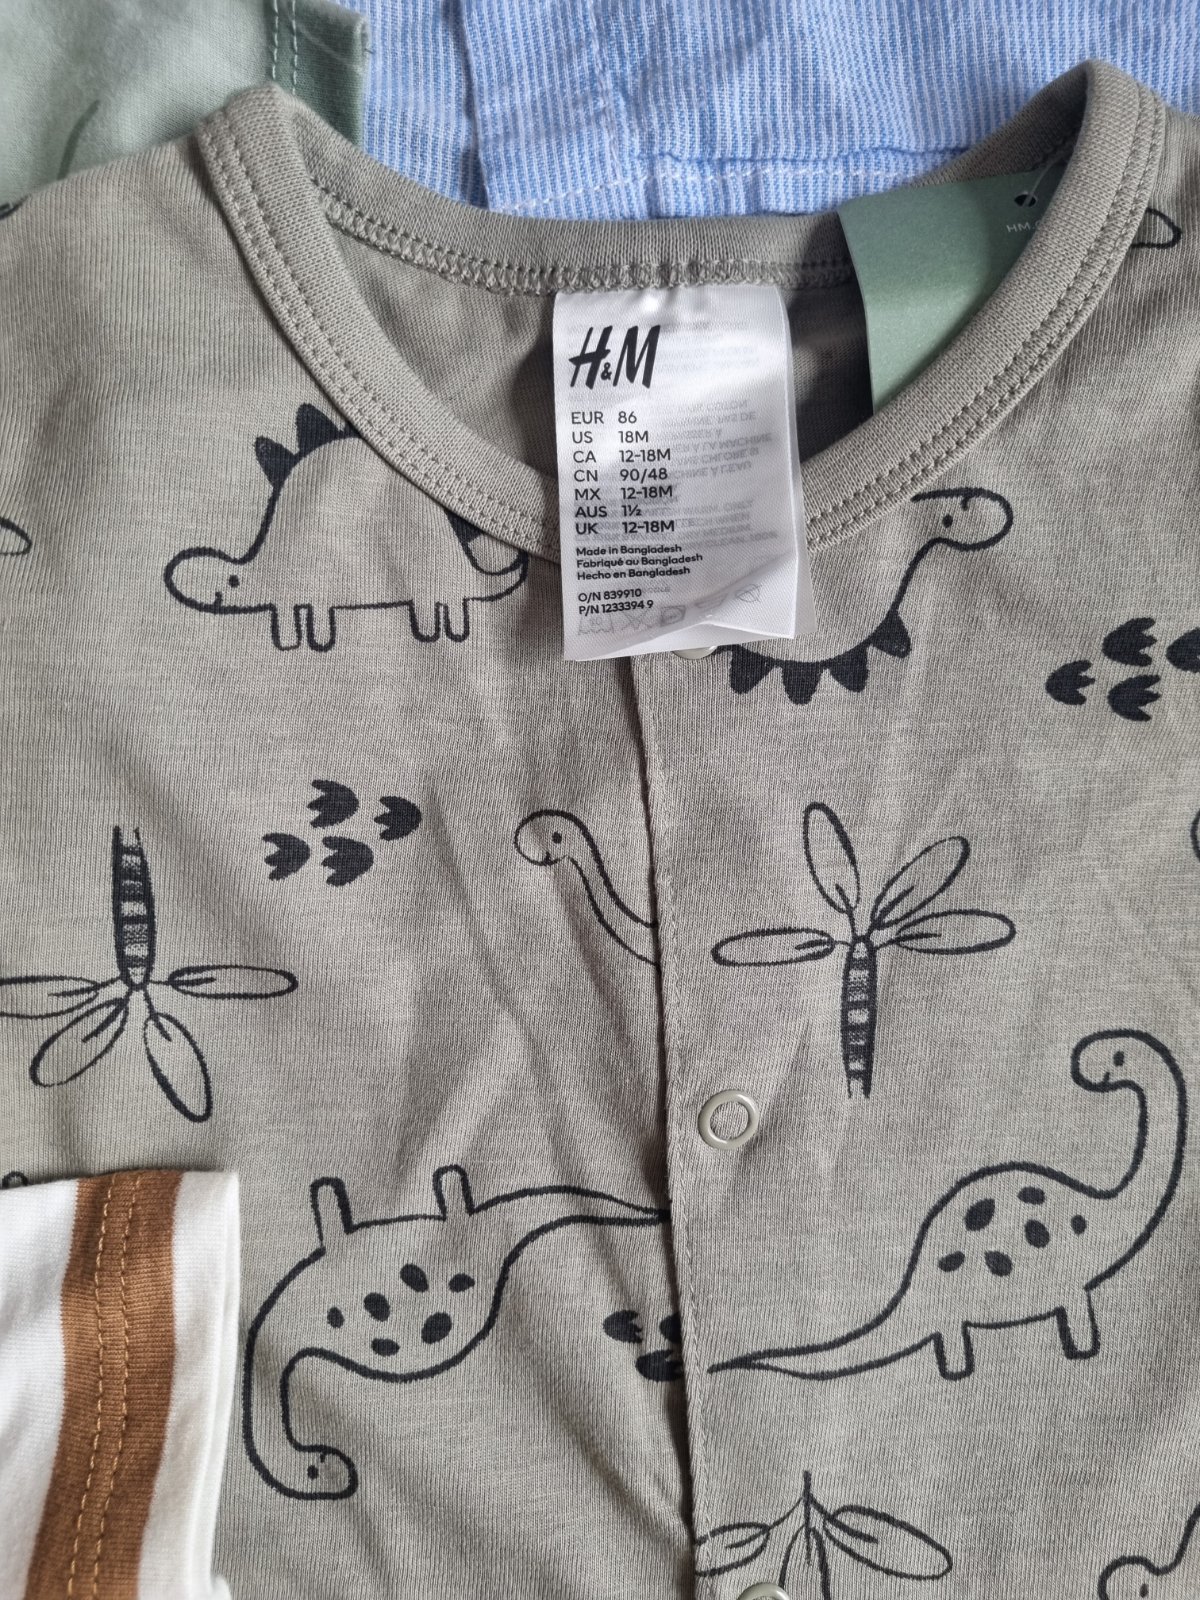 HM.
H&M
EUR 86
US 18M
CA 12-18M
CN 90/48
MX 12-18M
AUS 1½
UK 12-18M
Made in Bangladesh
Fabriqué au Bangladesh
Hecho en Bangladesh
O/N 839910
P/N 1233394 9